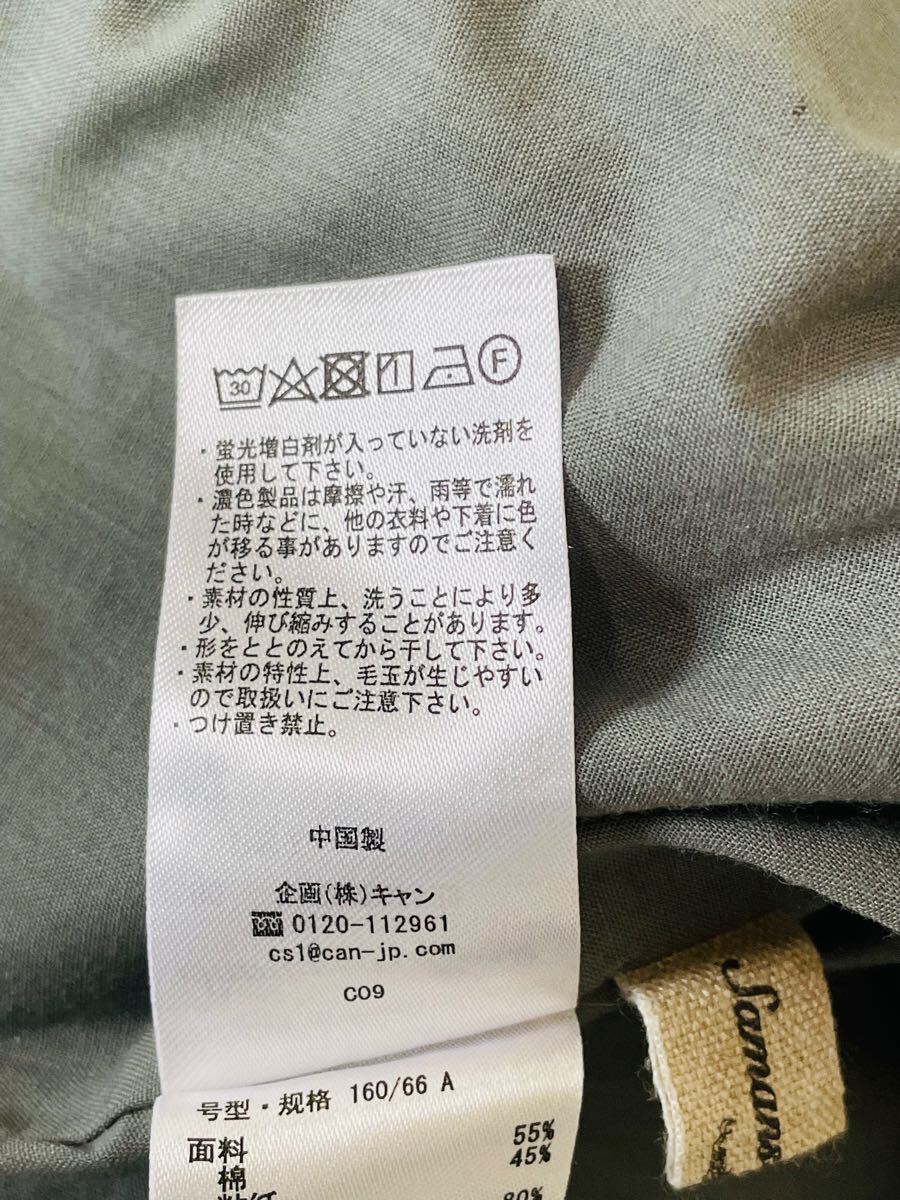 30 F
・蛍光増白剤が入っていない洗剤を
使用して下さい。
・濃色製品は摩擦や汗、雨等で濡れ
た時などに、他の衣料や下着に色
が移る事がありますのでご注意く
ださい。
・素材の性質上、洗うことにより多
少、伸び縮みすることがあります。
・形をととのえてから干して下さい。
・素材の特性上、毛玉が生じやすい
ので取扱いにご注意下さい。
・つけ置き禁止。
中国製
企画(株)キャン
0120-112961
cs1@can-jp.com
C09
号型・规格 160/66 A
面料 55%
棉 45%
80%
Samans